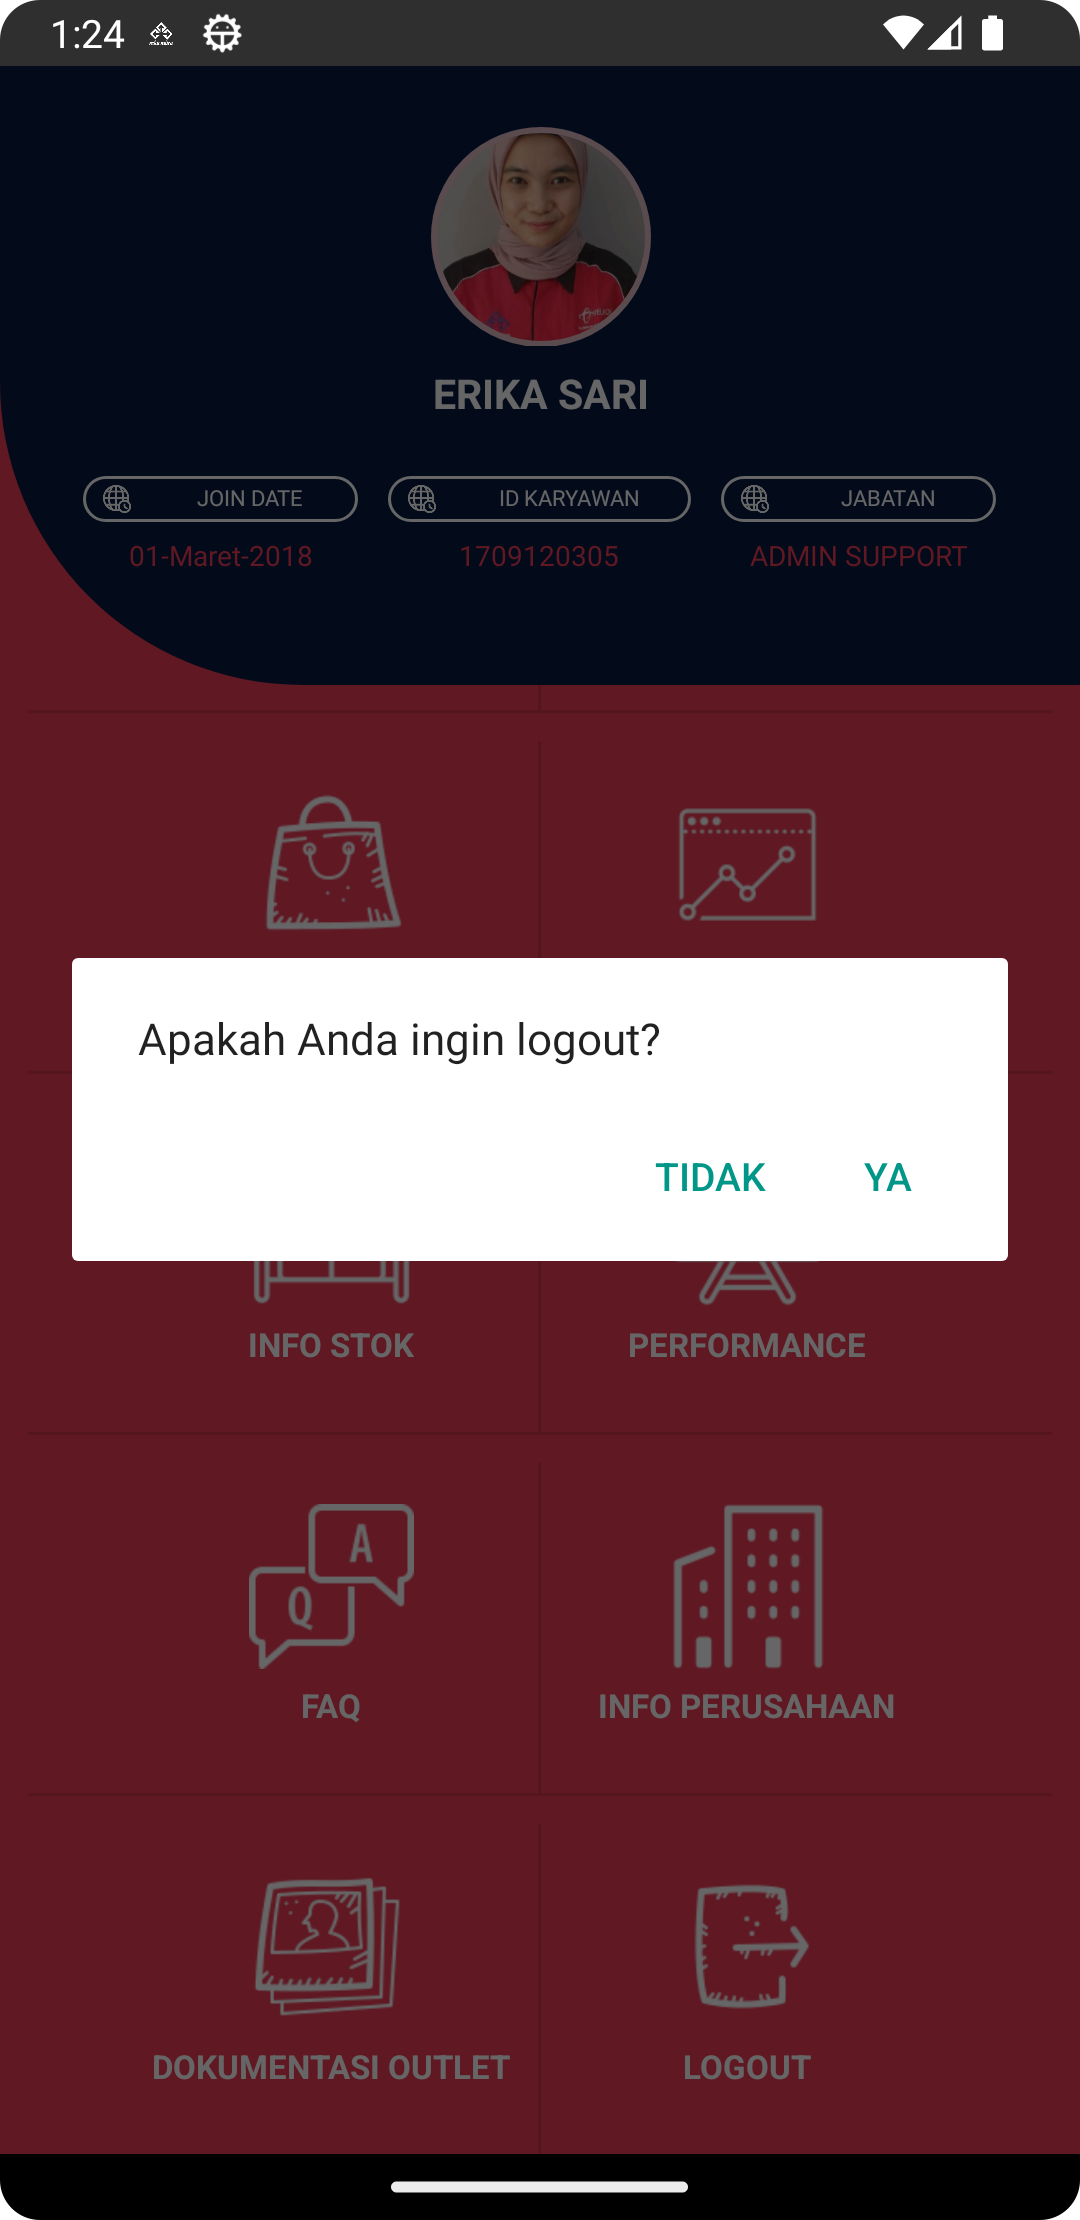 1:24
ERIKA SARI
JOIN DATE
ID KARYAWAN
JABATAN
01-Maret-2018
1709120305
ADMIN SUPPORT
Apakah Anda ingin logout?
TIDAK
YA
INFO STOK
PERFORMANCE
A
Q
FAQ
INFO PERUSAHAAN
DOKUMENTASI OUTLET
LOGOUT